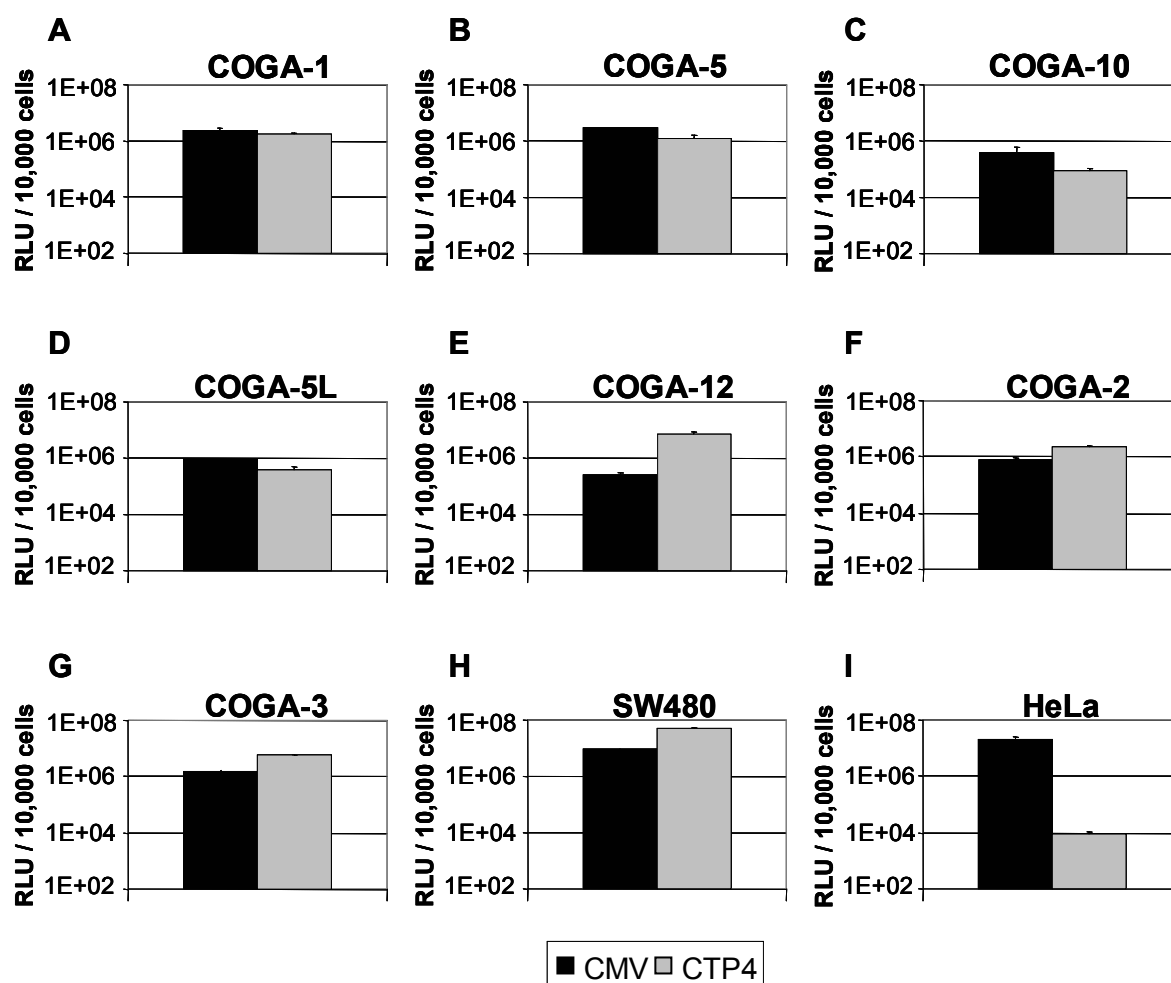 A
COGA-1
RLU / 10,000 cells
1E+08
1E+06
1E+04
1E+02
B
COGA-5
RLU / 10,000 cells
1E+08
1E+06
1E+04
1E+02
C
COGA-10
RLU / 10,000 cells
1E+08
1E+06
1E+04
1E+02
D
COGA-5L
RLU / 10,000 cells
1E+08
1E+06
1E+04
1E+02
E
COGA-12
RLU / 10,000 cells
1E+08
1E+06
1E+04
1E+02
F
COGA-2
RLU / 10,000 cells
1E+08
1E+06
1E+04
1E+02
G
COGA-3
RLU / 10,000 cells
1E+08
1E+06
1E+04
1E+02
H
SW480
RLU / 10,000 cells
1E+08
1E+06
1E+04
1E+02
I
HeLa
RLU / 10,000 cells
1E+08
1E+06
1E+04
1E+02
CMV CTP4